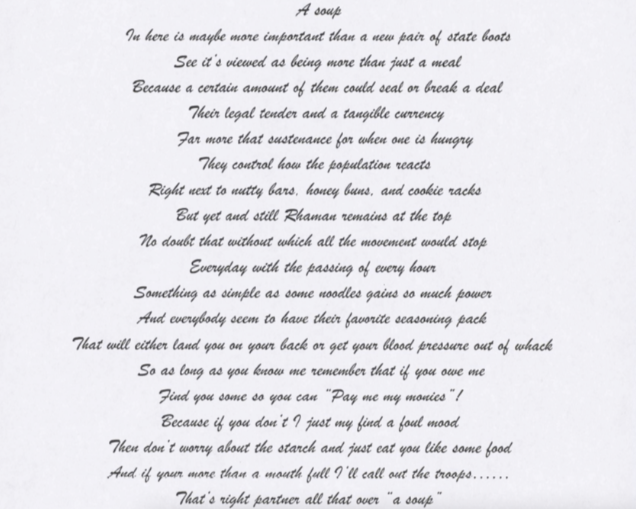 A soup
In here is maybe more important than a new pair of state boots
See it's viewed as being more than just a meal
Because a certain amount of them could seal or break a deal
Their legal tender and a tangible currency
Far more that sustenance for when one is hungry
They control how the population reacts
Right next to nutty bars, honey buns, and cookie racks
But yet and still Rhaman remains at the top
No doubt that without which all the movement would stop
Everyday with the passing of every hour
Something as simple as some noodles gains so much power
And everybody seem to have their favorite seasoning pack
That will either land you on your back or get your blood pressure out of whack
So as long as you know me remember that if you owe me
Find you some so you can "Pay me my monies"!
Because if you don't I just my find a foul mood
Then don't worry about the starch and just eat you like some food
And if your more than a mouth full I'll call out the troops......
That's right partner all that over "a soup"